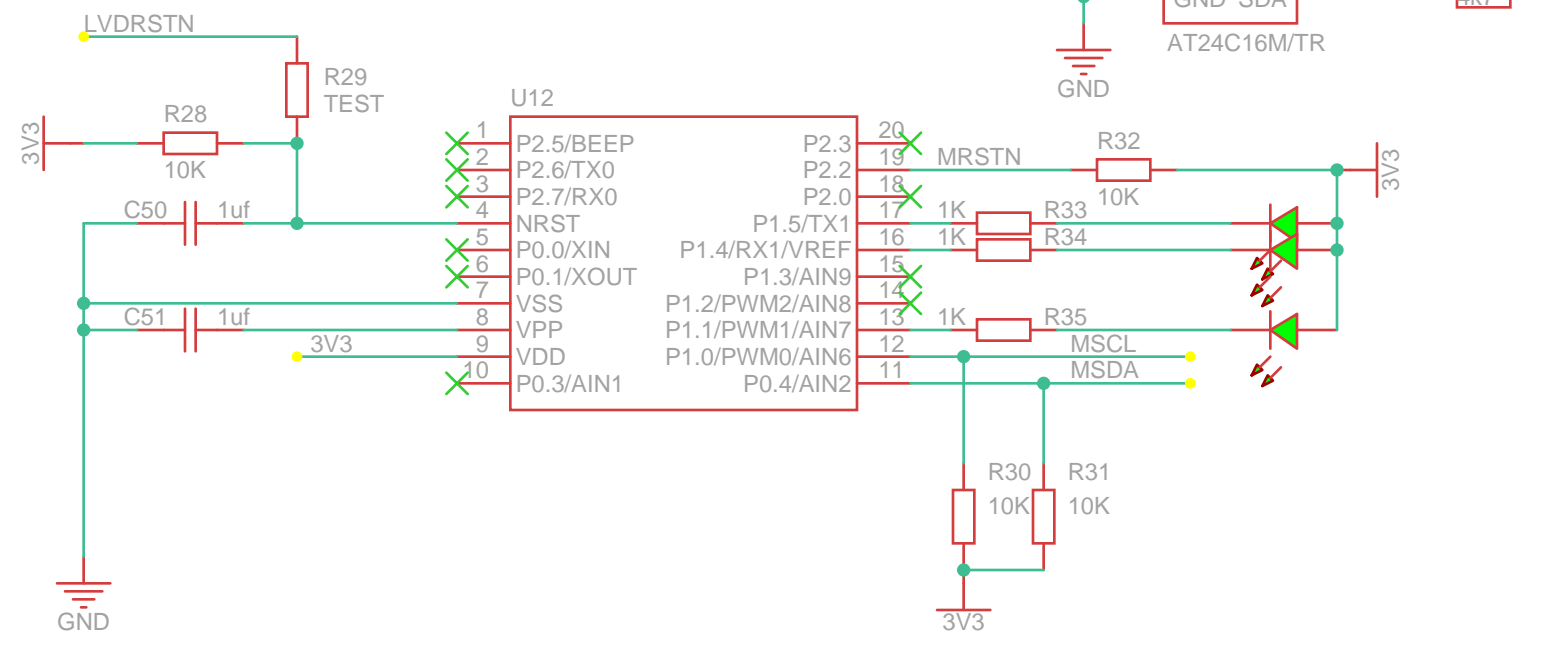 LVDRSTN
GND SDA
4k7
AT24C16M/TR
GND
R29
TEST
U12
R28
3V3
10K
1 P2.5/BEEP
2 P2.6/TX0
3 P2.7/RX0
4 NRST
5 P0.0/XIN
6 P0.1/XOUT
7 VSS
8 VPP
9 VDD
10 P0.3/AIN1
P2.3 20
P2.2 19
P2.0 18
P1.5/TX1 17
P1.4/RX1/VREF 16
P1.3/AIN9 15
P1.2/PWM2/AIN8 14
P1.1/PWM1/AIN7 13
P1.0/PWM0/AIN6 12
P0.4/AIN2 11
C50 1uf
C51 1uf
3V3
MRSTN
R32
10K
3V3
1K R33
1K R34
1K R35
MSCL
MSDA
R30 R31
10K 10K
GND
3V3